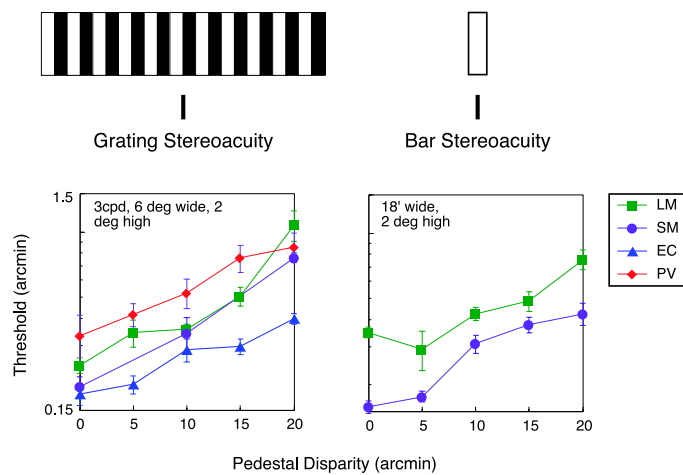 Grating Stereoacuity
Bar Stereoacuity
1.5
3cpd, 6 deg wide, 2
deg high
18' wide,
2 deg high
LM
SM
EC
PV
Threshold (arcmin)
0.15
0 5 10 15 20
0 5 10 15 20
Pedestal Disparity (arcmin)